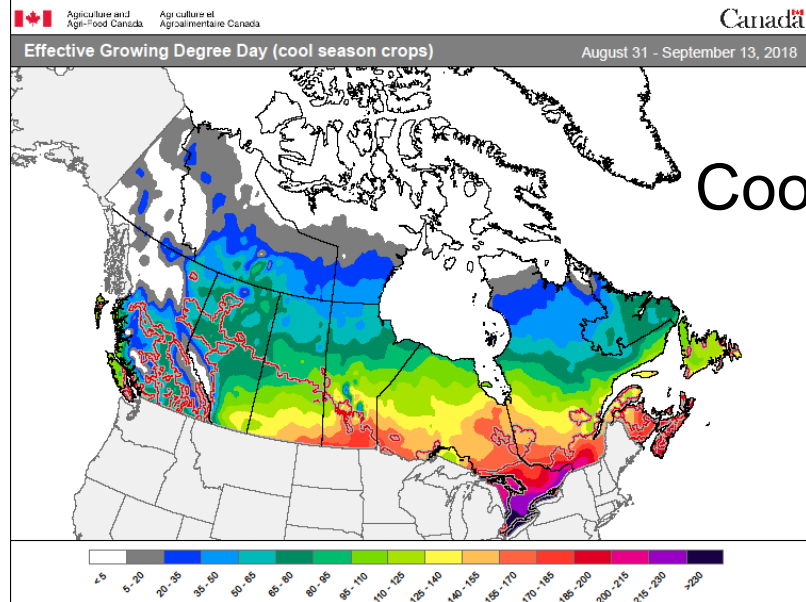 Agriculture and Agriculture et
Agri-Food Canada Agroalimentaire Canada
Canada
Effective Growing Degree Day (cool season crops) August 31 - September 13, 2018
Coo
< 5 5 - 20 20 - 35 35 - 50 50 - 65 65 - 80 80 - 95 95 - 110 110 - 125 125 - 140 140 - 155 155 - 170 170 - 185 185 - 200 200 - 215 215 - 230 >230